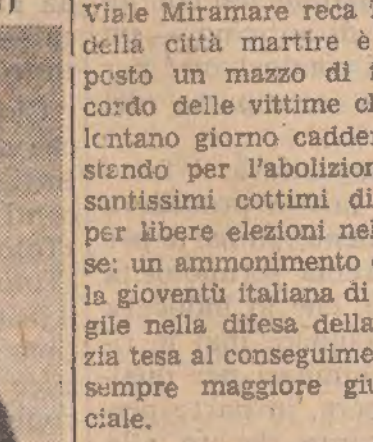 Viale Miramare reca
della città martire è
posto un mazzo di
cordo delle vittime
lontano giorno cadde
stando per l'abolizion
santissimi cottimi di
per libere elezioni nel
se: un ammonimento
la gioventù italiana di
gile nella difesa della
zia tesa al conseguime
sempre maggiore giu
ciale.